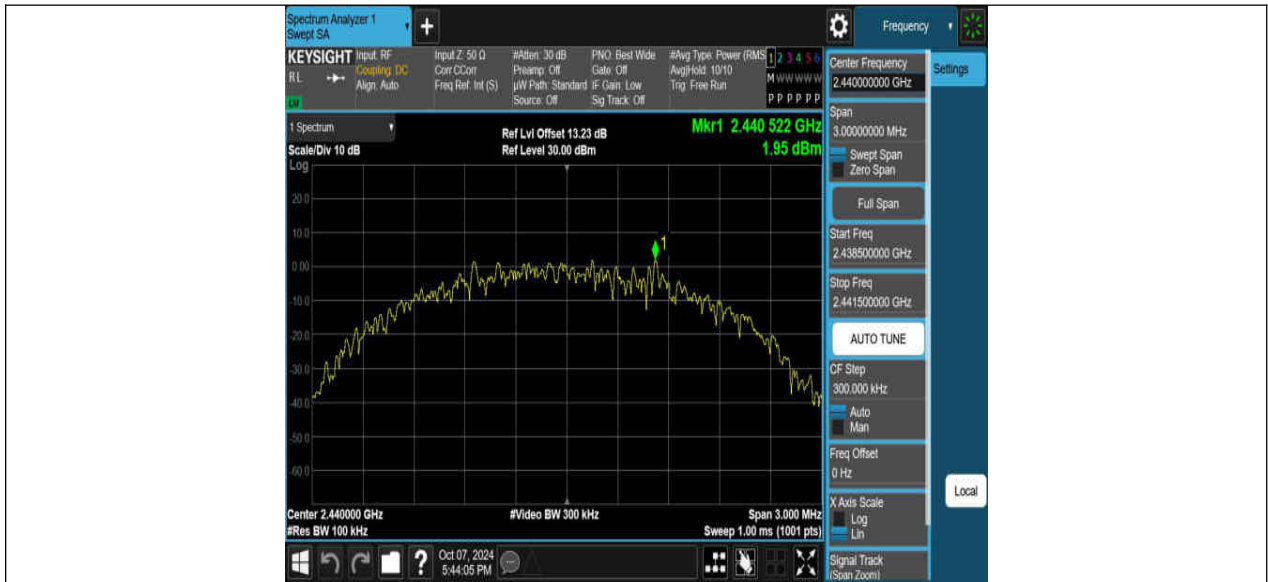 Spectrum Analyzer 1
Swept SA
+
Frequency
KEYSIGHT
RL
LM
Input: RF
Coupling: DC
Align: Auto
Input Z: 50 Ω
Corr CCorr
Freq Ref: Int (S)
#Atten: 30 dB
Preamp: Off
µW Path: Standard
Source: Off
PNO: Best Wide
Gate: Off
IF Gain: Low
Sig Track: Off
#Avg Type: Power (RMS
Avg|Hold: 10/10
Trig: Free Run
1 2 3 4 5 6
M W W W W W
P P P P P P
1 Spectrum
Scale/Div 10 dB
Ref Lvl Offset 13.23 dB
Ref Level 30.00 dBm
Mkr1 2.440 522 GHz
1.95 dBm
Log
20.0
10.0
0.00
-10.0
-20.0
-30.0
-40.0
-50.0
-60.0
1
Center 2.440000 GHz
#Res BW 100 kHz
#Video BW 300 kHz
Span 3.000 MHz
Sweep 1.00 ms (1001 pts)
Center Frequency
2.440000000 GHz
Settings
Span
3.00000000 MHz
Swept Span
Zero Span
Full Span
Start Freq
2.438500000 GHz
Stop Freq
2.441500000 GHz
AUTO TUNE
CF Step
300.000 kHz
Auto
Man
Freq Offset
0 Hz
X Axis Scale
Log
Lin
Local
Signal Track
(Span Zoom)
?
Oct 07, 2024
5:44:05 PM